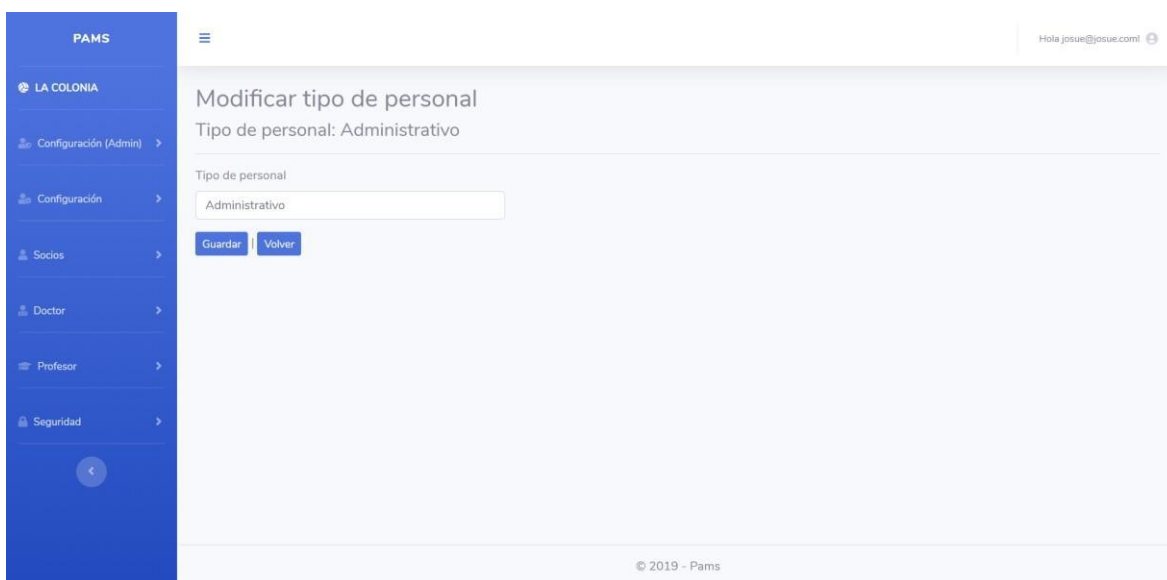 PAMS
Hola josue@josue.com!
LA COLONIA
Configuración (Admin)
Configuración
Socios
Doctor
Profesor
Seguridad
Modificar tipo de personal
Tipo de personal: Administrativo
Tipo de personal
Administrativo
Guardar | Volver
© 2019 - Pams